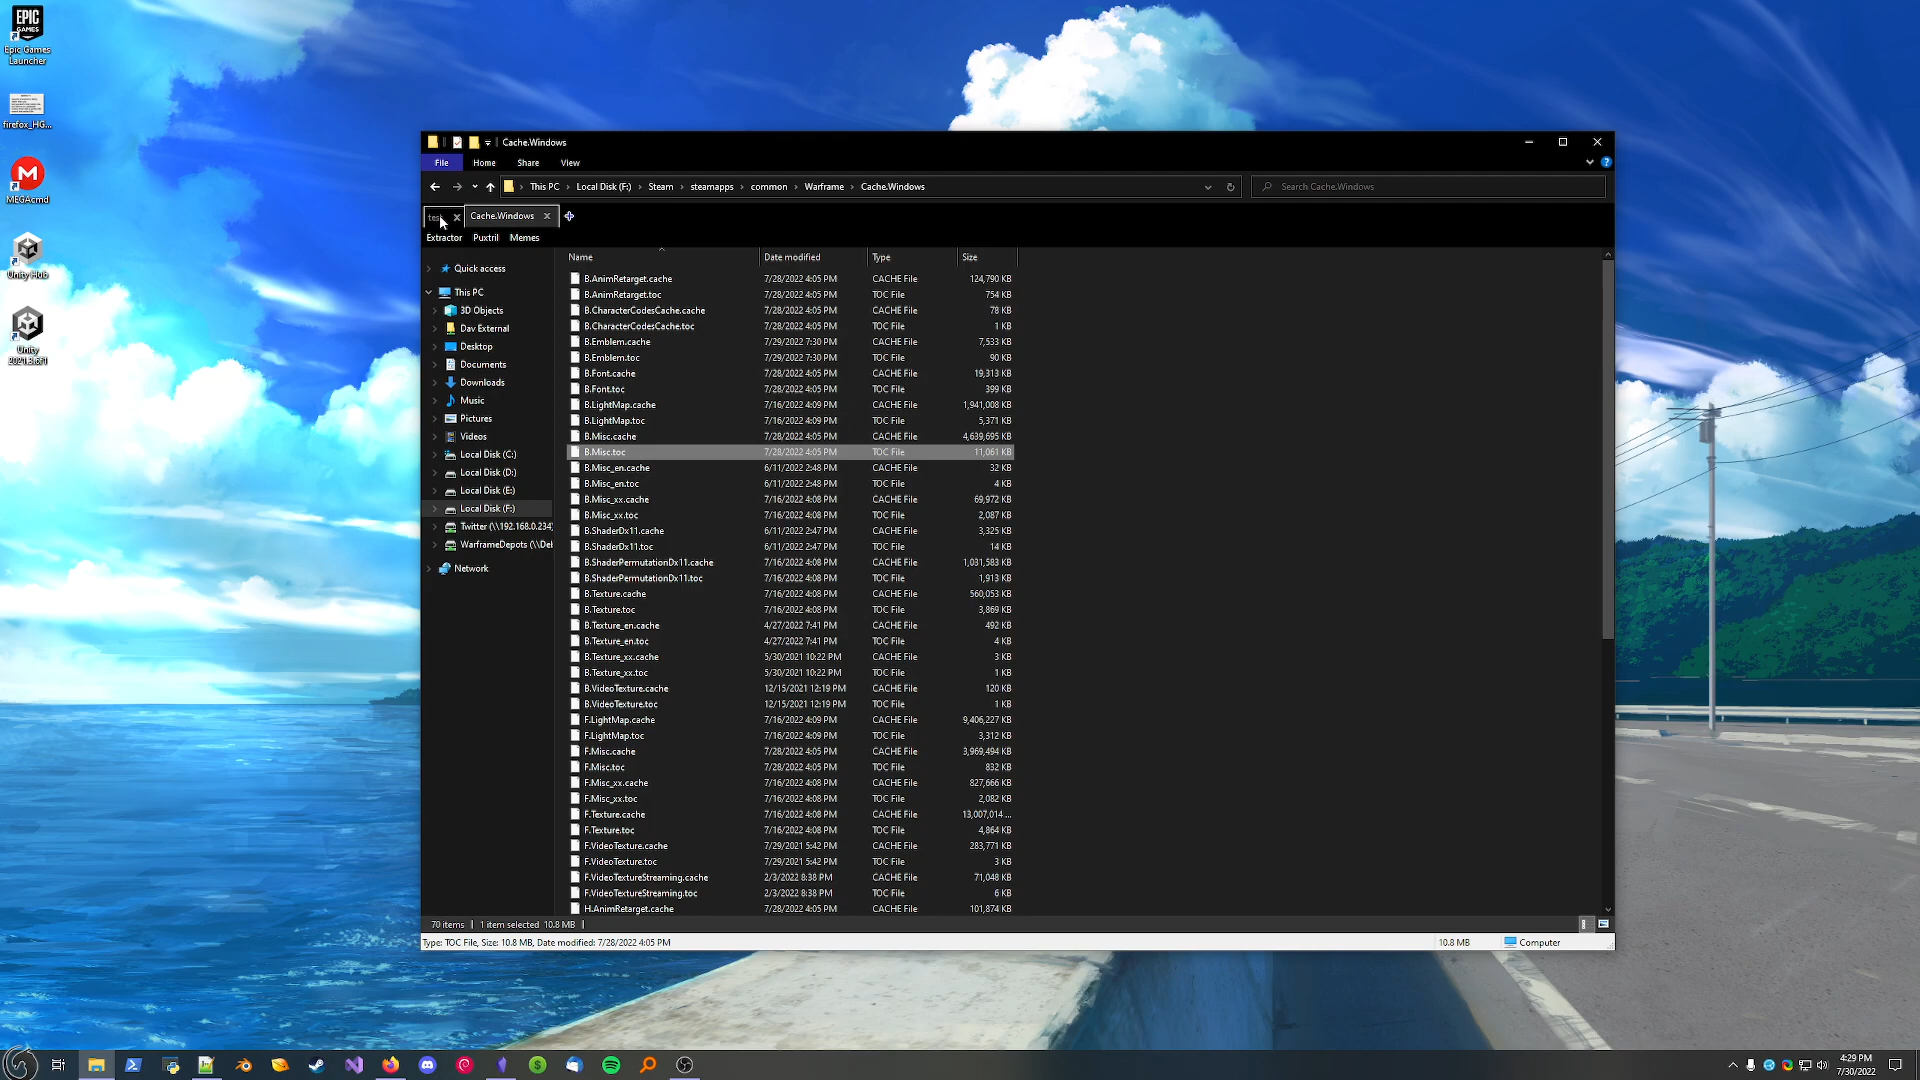 EPIC
GAMES
Epic Games
Launcher
firefox_HG...
M
MEGAcmd
Unity Hub
Unity
2021.3.6f1
Cache.Windows
File
Home
Share
View
This PC
Local Disk (F:)
Steam
steamapps
common
Warframe
Cache.Windows
Search Cache.Windows
Cache.Windows
Extractor
Puxtril
Memes
Quick access
This PC
3D Objects
Dav External
Desktop
Documents
Downloads
Music
Pictures
Videos
Local Disk (C:)
Local Disk (D:)
Local Disk (E:)
Local Disk (F:)
Twitter (\\192.168.0.234)
WarframeDepots (\\Del
Network
Name Date modified Type Size
B.AnimRetarget.cache 7/28/2022 4:05 PM CACHE File 124,790 KB
B.AnimRetarget.toc 7/28/2022 4:05 PM TOC File 754 KB
B.CharacterCodesCache.cache 7/28/2022 4:05 PM CACHE File 78 KB
B.CharacterCodesCache.toc 7/28/2022 4:05 PM TOC File 1 KB
B.Emblem.cache 7/29/2022 7:30 PM CACHE File 7,533 KB
B.Emblem.toc 7/29/2022 7:30 PM TOC File 90 KB
B.Font.cache 7/28/2022 4:05 PM CACHE File 19,313 KB
B.Font.toc 7/28/2022 4:05 PM TOC File 399 KB
B.LightMap.cache 7/16/2022 4:09 PM CACHE File 1,941,008 KB
B.LightMap.toc 7/16/2022 4:09 PM TOC File 5,371 KB
B.Misc.cache 7/28/2022 4:05 PM CACHE File 4,639,695 KB
B.Misc.toc 7/28/2022 4:05 PM TOC File 11,061 KB
B.Misc_en.cache 6/11/2022 2:48 PM CACHE File 32 KB
B.Misc_en.toc 6/11/2022 2:48 PM TOC File 4 KB
B.Misc_xx.cache 7/16/2022 4:08 PM CACHE File 69,972 KB
B.Misc_xx.toc 7/16/2022 4:08 PM TOC File 2,087 KB
B.ShaderDx11.cache 6/11/2022 2:47 PM CACHE File 3,325 KB
B.ShaderDx11.toc 6/11/2022 2:47 PM TOC File 14 KB
B.ShaderPermutationDx11.cache 7/16/2022 4:08 PM CACHE File 1,031,583 KB
B.ShaderPermutationDx11.toc 7/16/2022 4:08 PM TOC File 1,913 KB
B.Texture.cache 7/16/2022 4:08 PM CACHE File 560,053 KB
B.Texture.toc 7/16/2022 4:08 PM TOC File 3,869 KB
B.Texture_en.cache 4/27/2022 7:41 PM CACHE File 492 KB
B.Texture_en.toc 4/27/2022 7:41 PM TOC File 4 KB
B.Texture_xx.cache 5/30/2021 10:22 PM CACHE File 3 KB
B.Texture_xx.toc 5/30/2021 10:22 PM TOC File 1 KB
B.VideoTexture.cache 12/15/2021 12:19 PM CACHE File 120 KB
B.VideoTexture.toc 12/15/2021 12:19 PM TOC File 1 KB
F.LightMap.cache 7/16/2022 4:09 PM CACHE File 9,406,227 KB
F.LightMap.toc 7/16/2022 4:09 PM TOC File 3,312 KB
F.Misc.cache 7/28/2022 4:05 PM CACHE File 3,969,494 KB
F.Misc.toc 7/28/2022 4:05 PM TOC File 832 KB
F.Misc_xx.cache 7/16/2022 4:08 PM CACHE File 827,666 KB
F.Misc_xx.toc 7/16/2022 4:08 PM TOC File 2,082 KB
F.Texture.cache 7/16/2022 4:08 PM CACHE File 13,007,014 ...
F.Texture.toc 7/16/2022 4:08 PM TOC File 4,864 KB
F.VideoTexture.cache 7/29/2021 5:42 PM CACHE File 283,771 KB
F.VideoTexture.toc 7/29/2021 5:42 PM TOC File 3 KB
F.VideoTextureStreaming.cache 2/3/2022 8:38 PM CACHE File 71,048 KB
F.VideoTextureStreaming.toc 2/3/2022 8:38 PM TOC File 6 KB
H.AnimRetarget.cache 7/28/2022 4:05 PM CACHE File 101,874 KB
70 items 1 item selected 10.8 MB
Type: TOC File, Size: 10.8 MB, Date modified: 7/28/2022 4:05 PM 10.8 MB Computer
4:29 PM
7/30/2022